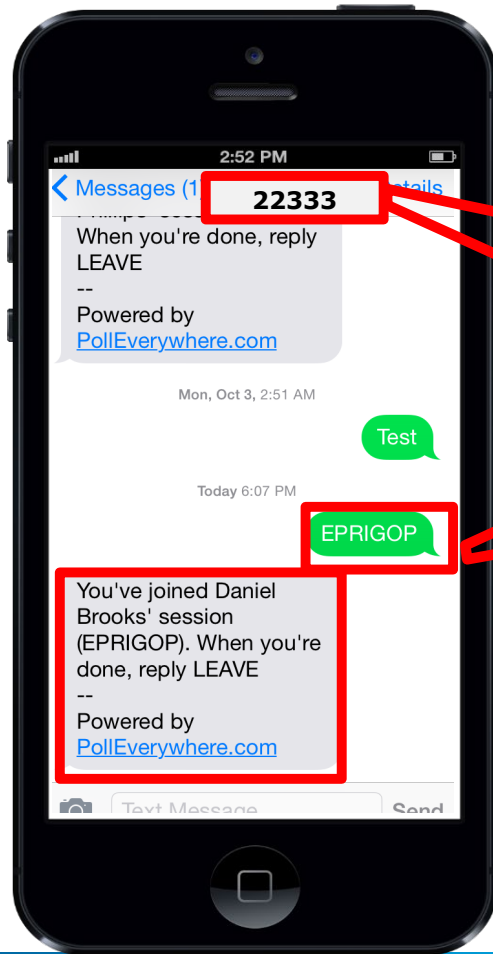 2:52 PM
Messages (1)
22333
When you're done, reply
LEAVE
--
Powered by
PollEverywhere.com
Mon, Oct 3, 2:51 AM
Test
Today 6:07 PM
EPRIGOP
You've joined Daniel
Brooks' session
(EPRIGOP). When you're
done, reply LEAVE
--
Powered by
PollEverywhere.com
Text Message
Send